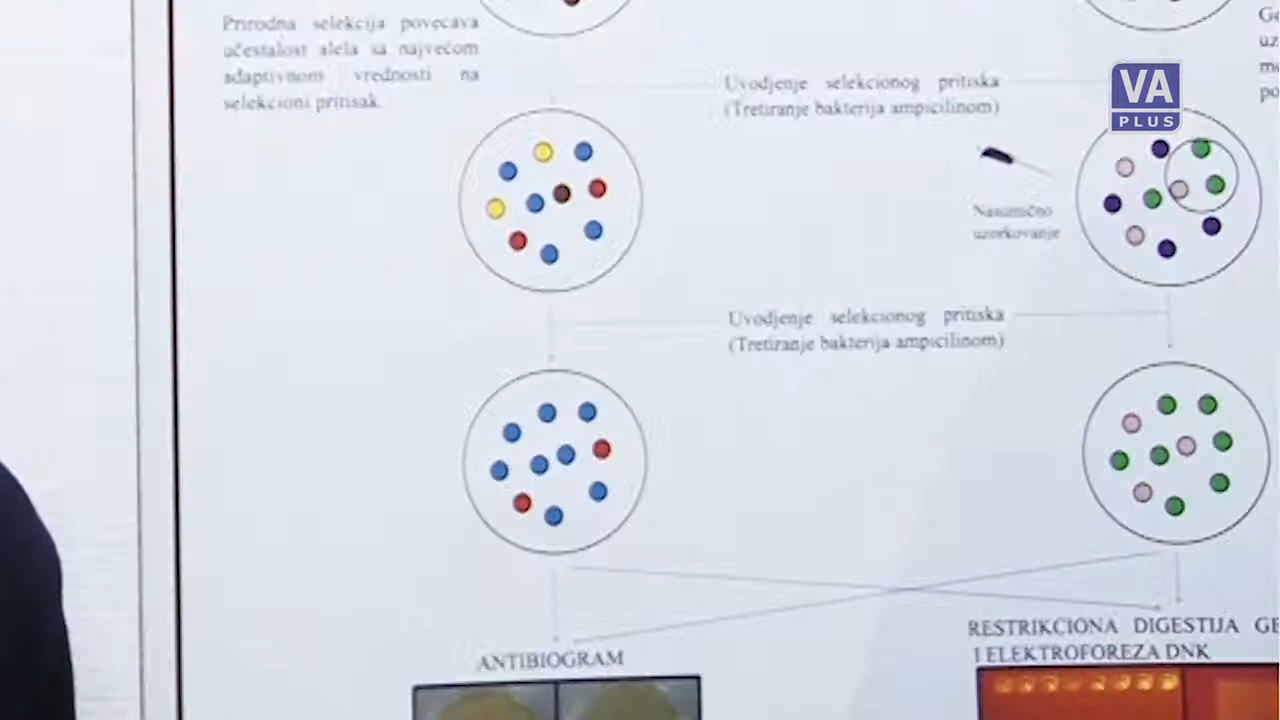 Prirodna selekcija povećava
učestalost alela sa najvećom
adaptivnom vrednosti na
selekcioni pritisak.
Uvodjenje selekcionog pritiska
(Tretiranje bakterija ampicilinom)
VA
PLUS
Nasumično
uzorkovanje
Uvodjenje selekcionog pritiska
(Tretiranje bakterija ampicilinom)
ANTIBIOGRAM
RESTRIKCIONA DIGESTIJA
I ELEKTROFOREZA DNK